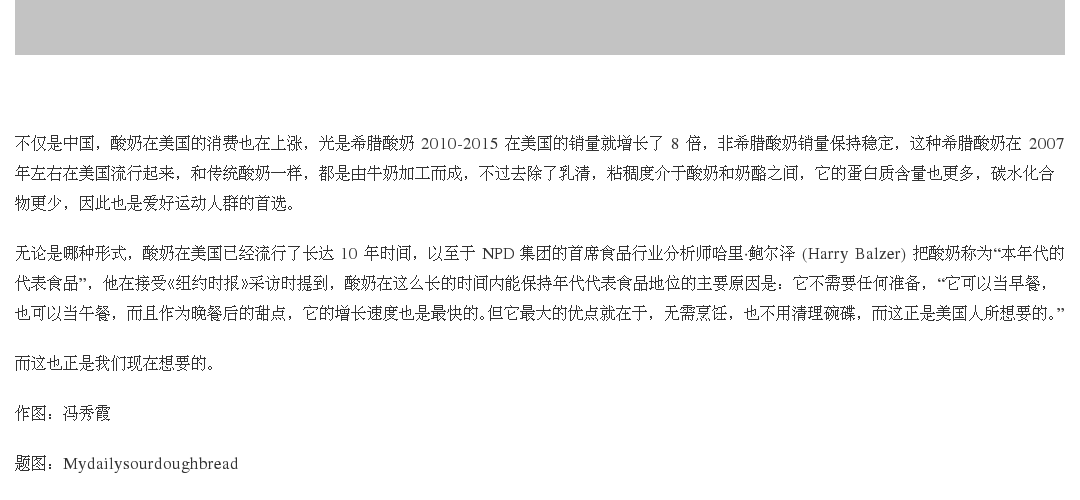 不仅是中国，酸奶在美国的消费也在上涨，光是希腊酸奶 2010-2015 在美国的销量就增长了 8 倍，非希腊酸奶销量保持稳定，这种希腊酸奶在 2007
年左右在美国流行起来，和传统酸奶一样，都是由牛奶加工而成，不过去除了乳清，粘稠度介于酸奶和奶酪之间，它的蛋白质含量也更多，碳水化合
物更少，因此也是爱好运动人群的首选。
无论是哪种形式，酸奶在美国已经流行了长达 10 年时间，以至于 NPD 集团的首席食品行业分析师哈里·鲍尔泽 (Harry Balzer) 把酸奶称为“本年代的
代表食品”，他在接受《纽约时报》采访时提到，酸奶在这么长的时间内能保持年代代表食品地位的主要原因是：它不需要任何准备，“它可以当早餐，
也可以当午餐，而且作为晚餐后的甜点，它的增长速度也是最快的。但它最大的优点就在于，无需烹饪，也不用清理碗碟，而这正是美国人所想要的。”
而这也正是我们现在想要的。
作图：冯秀霞
题图：Mydailysourdoughbread